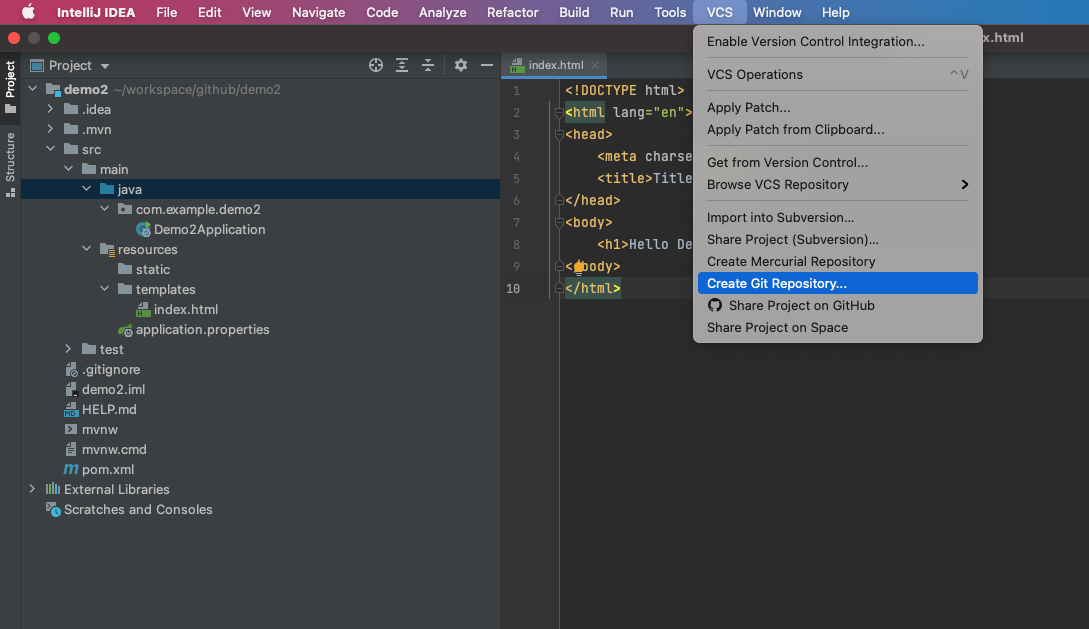 IntelliJ IDEA File Edit View Navigate Code Analyze Refactor Build Run Tools VCS Window Help
x.html
Project
Structure
Project
demo2 ~/workspace/github/demo2
.idea
.mvn
src
main
java
com.example.demo2
Demo2Application
resources
static
templates
index.html
application.properties
test
.gitignore
demo2.iml
HELP.md
mvnw
mvnw.cmd
pom.xml
External Libraries
Scratches and Consoles
index.html
1 <!DOCTYPE html>
2 <html lang="en">
3 <head>
4 <meta charse
5 <title>Title
6 </head>
7 <body>
8 <h1>Hello De
9 </body>
10 </html>
Enable Version Control Integration...
VCS Operations ^V
Apply Patch...
Apply Patch from Clipboard...
Get from Version Control...
Browse VCS Repository
Import into Subversion...
Share Project (Subversion)...
Create Mercurial Repository
Create Git Repository...
Share Project on GitHub
Share Project on Space